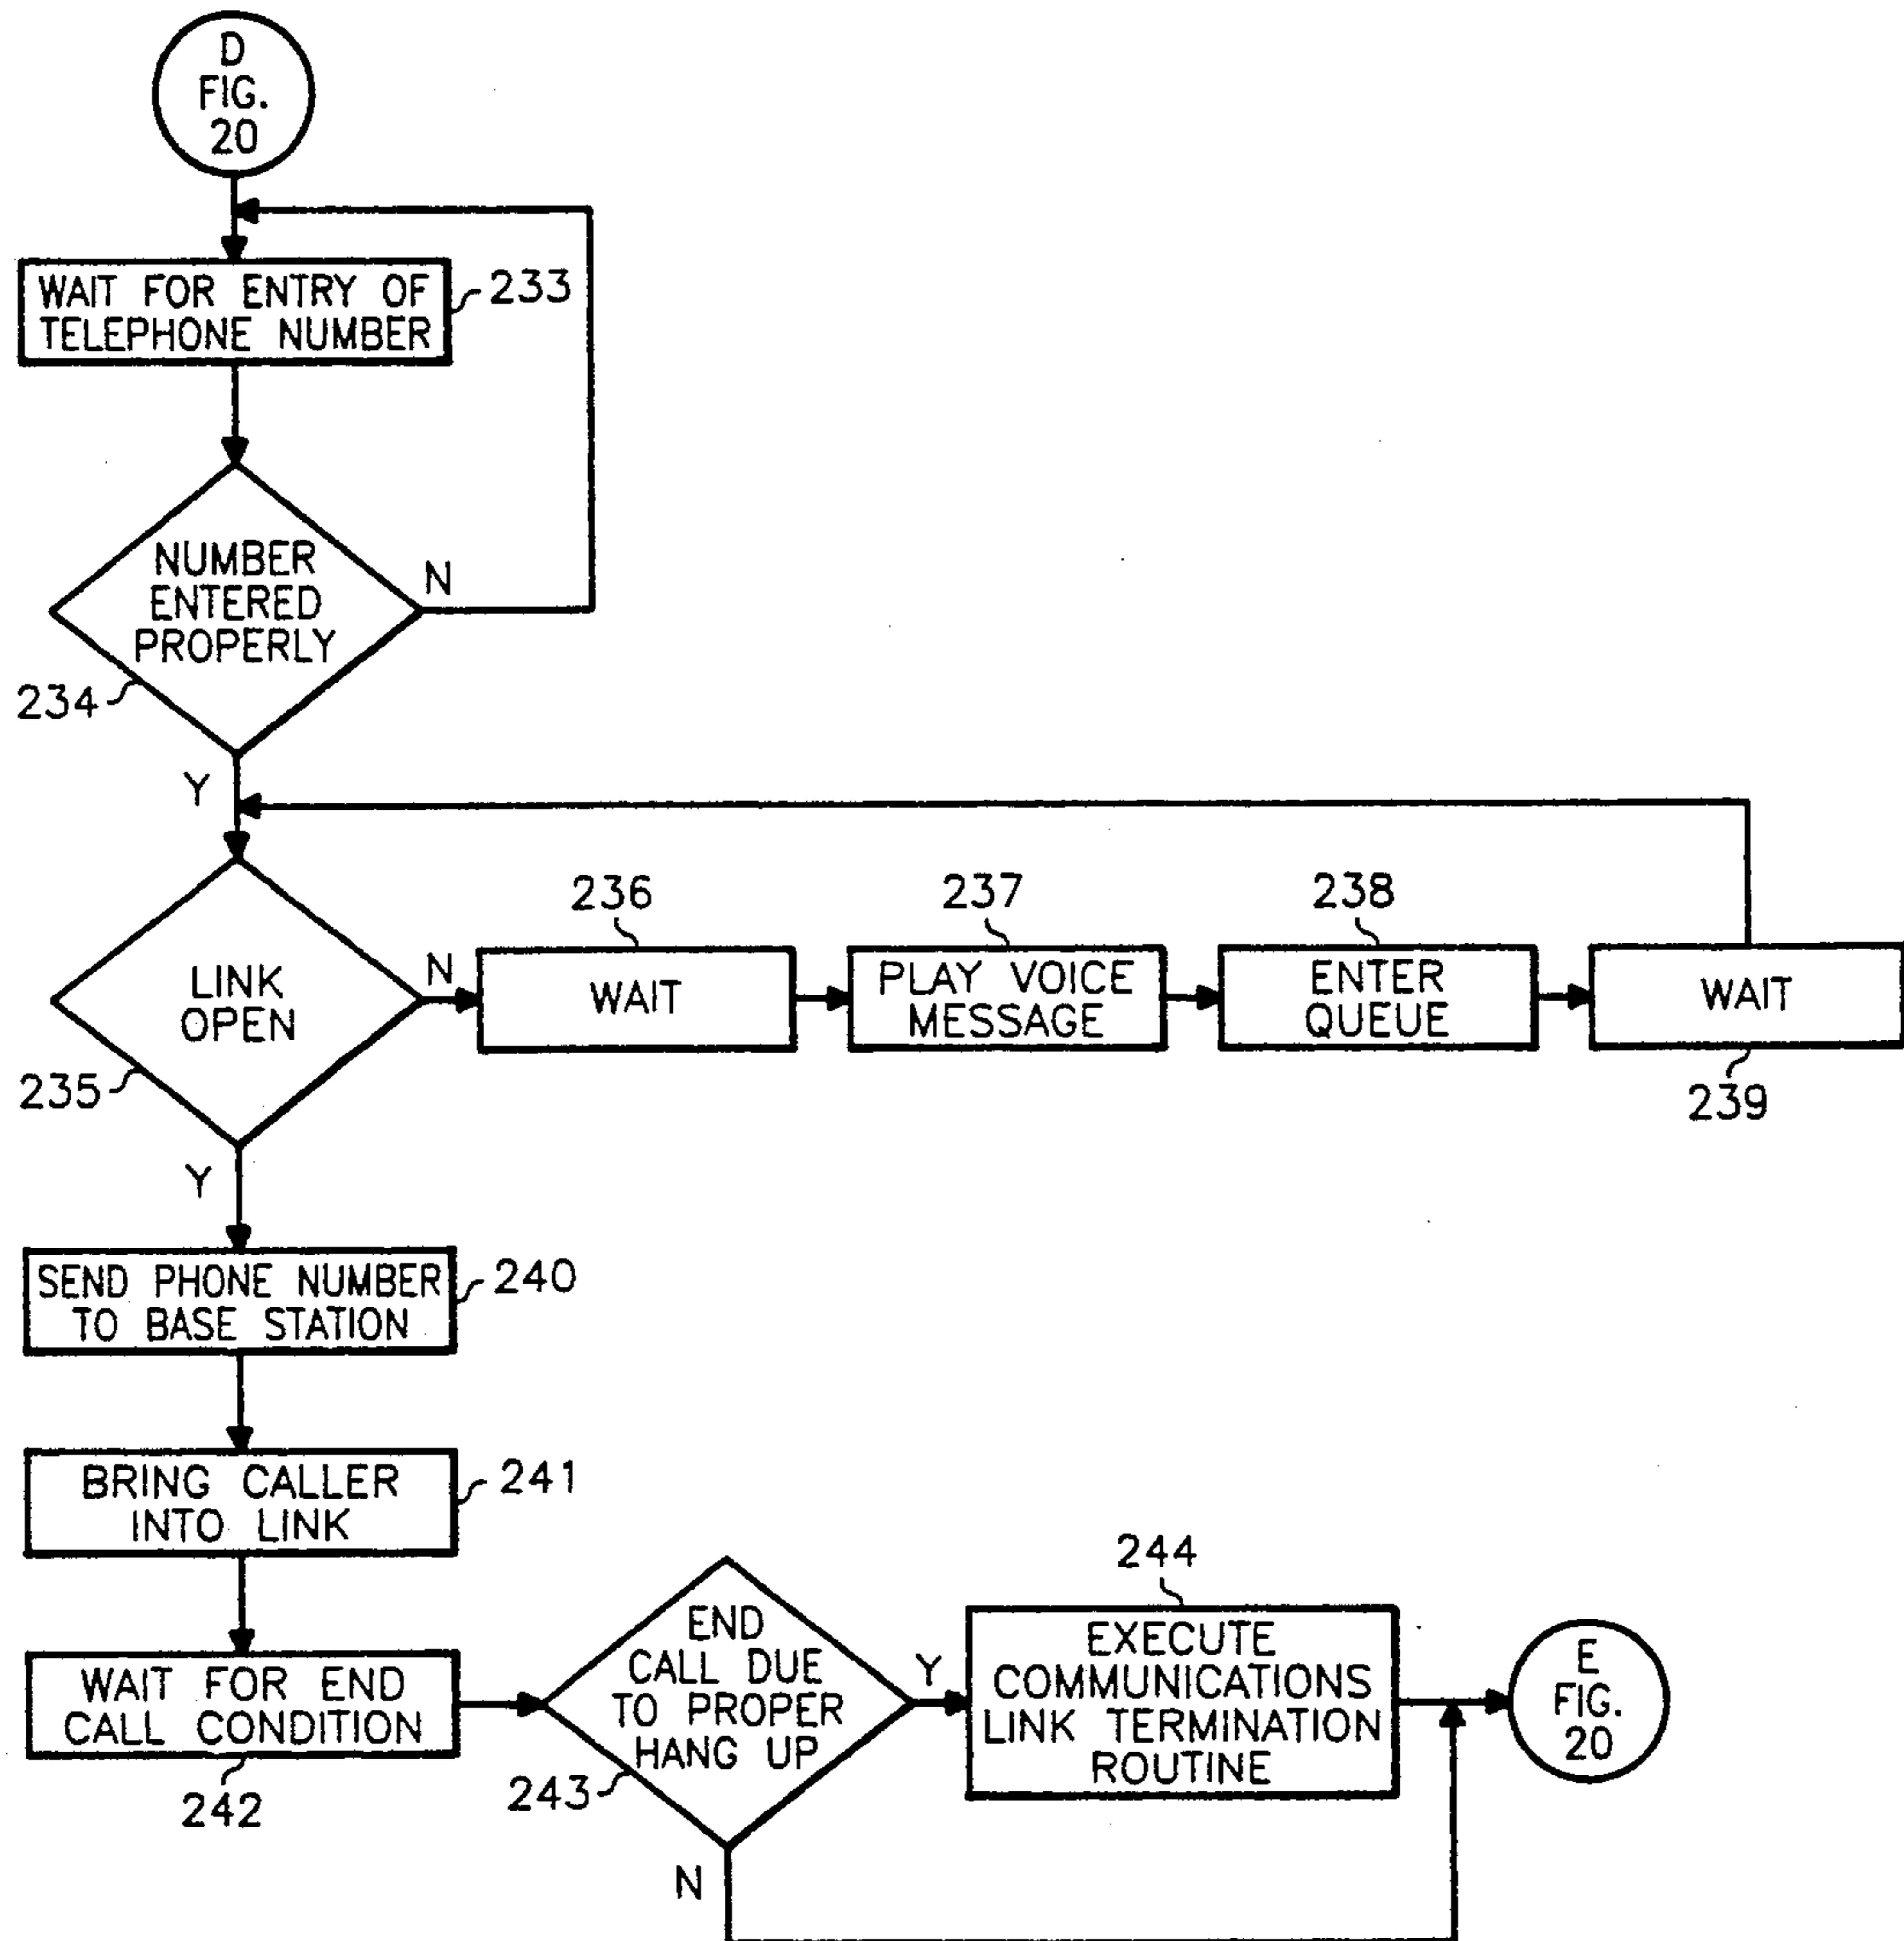 D
FIG.
20
WAIT FOR ENTRY OF
TELEPHONE NUMBER
233
NUMBER
ENTERED
PROPERLY
N
234
Y
LINK
OPEN
N
235
Y
236
WAIT
237
PLAY VOICE
MESSAGE
238
ENTER
QUEUE
WAIT
239
SEND PHONE NUMBER
TO BASE STATION
240
BRING CALLER
INTO LINK
241
WAIT FOR END
CALL CONDITION
242
END
CALL DUE
TO PROPER
HANG UP
243
Y
N
244
EXECUTE
COMMUNICATIONS
LINK TERMINATION
ROUTINE
E
FIG.
20